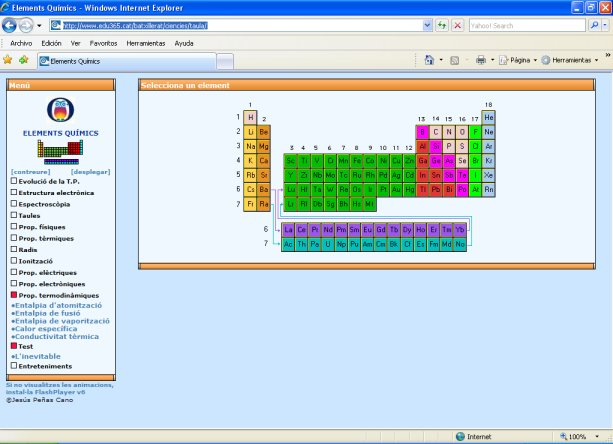 Elements Químics - Windows Internet Explorer
http://www.edu365.cat/batxillerat/ciencies/taula/
Yahoo! Search
Archivo Edición Ver Favoritos Herramientas Ayuda
Elements Químics
Página Herramientas
Menú
ELEMENTS QUÍMICS
[contreure] [desplegar]
Evolució de la T.P.
Estructura electrònica
Espectroscòpia
Taules
Prop. físiques
Prop. tèrmiques
Radis
Ionització
Prop. elèctriques
Prop. electròniques
Prop. termodinàmiques
Entalpia d'atomització
Entalpia de fusió
Entalpia de vaporització
Calor específica
Conductivitat tèrmica
Test
L'inevitable
Entreteniments
Si no visualitzes les animacions,
instal·la FlashPlayer v6
©Jesús Peñas Cano
Selecciona un element
1 18
1 H 2 13 14 15 16 17 He
2 Li Be B C N O F Ne
3 Na Mg 3 4 5 6 7 8 9 10 11 12 Al Si P S Cl Ar
4 K Ca Sc Ti V Cr Mn Fe Co Ni Cu Zn Ga Ge As Se Br Kr
5 Rb Sr Y Zr Nb Mo Tc Ru Rh Pd Ag Cd In Sn Sb Te I Xe
6 Cs Ba Lu Hf Ta W Re Os Ir Pt Au Hg Tl Pb Bi Po At Rn
7 Fr Ra Lr Rf Db Sg Bh Hs Mt
6 La Ce Pr Nd Pm Sm Eu Gd Tb Dy Ho Er Tm Yb
7 Ac Th Pa U Np Pu Am Cm Bk Cf Es Fm Md No
Internet 100%